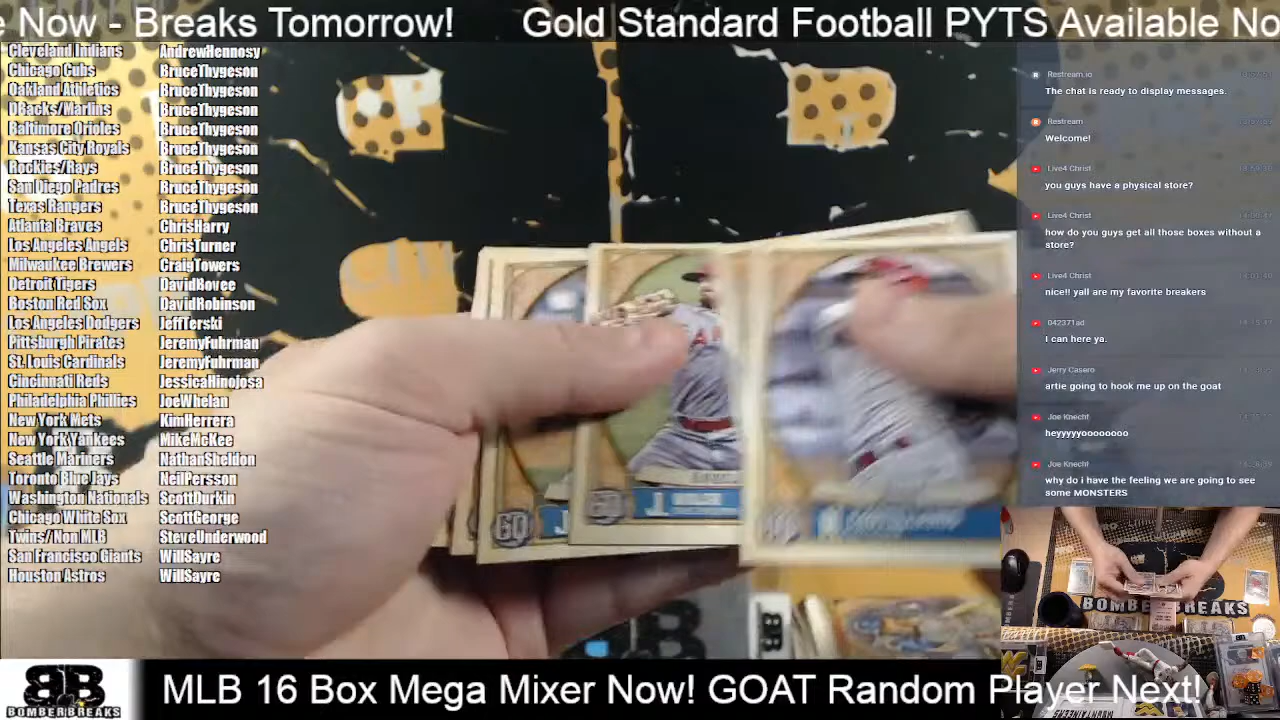 e Now - Breaks Tomorrow! Gold Standard Football PYTS Available No
Cleveland Indians AndrewHennosy
Chicago Cubs BruceThygeson
Oakland Athletics BruceThygeson
DBacks/Marlins BruceThygeson
Baltimore Orioles BruceThygeson
Kansas City Royals BruceThygeson
Rockies/Rays BruceThygeson
San Diego Padres BruceThygeson
Texas Rangers BruceThygeson
Atlanta Braves ChrisHarry
Los Angeles Angels ChrisTurner
Milwaukee Brewers CraigTowers
Detroit Tigers DavidBovee
Boston Red Sox DavidRobinson
Los Angeles Dodgers JeffTerski
Pittsburgh Pirates JeremyFuhrman
St. Louis Cardinals JeremyFuhrman
Cincinnati Reds JessicaHinojosa
Philadelphia Phillies JoeWhelan
New York Mets KimHerrera
New York Yankees MikeMcKee
Seattle Mariners NathanSheldon
Toronto Blue Jays NeilPersson
Washington Nationals ScottDurkin
Chicago White Sox ScottGeorge
Twins/Non MLB SteveUnderwood
San Francisco Giants WillSayre
Houston Astros WillSayre
Restream.io
The chat is ready to display messages.
Restream
Welcome!
Live4 Christ
you guys have a physical store?
Live4 Christ
how do you guys get all those boxes without a
store?
Live4 Christ
nice!! yall are my favorite breakers
042371ad
I can here ya.
Jerry Casero
artie going to hook me up on the goat
Joe Knecht
heyyyyyoooooooo
Joe Knecht
why do i have the feeling we are going to see
some MONSTERS
GQ
BOMBER BREAKS
BB
BOMBERBREAKS
MLB 16 Box Mega Mixer Now! GOAT Random Player Next!